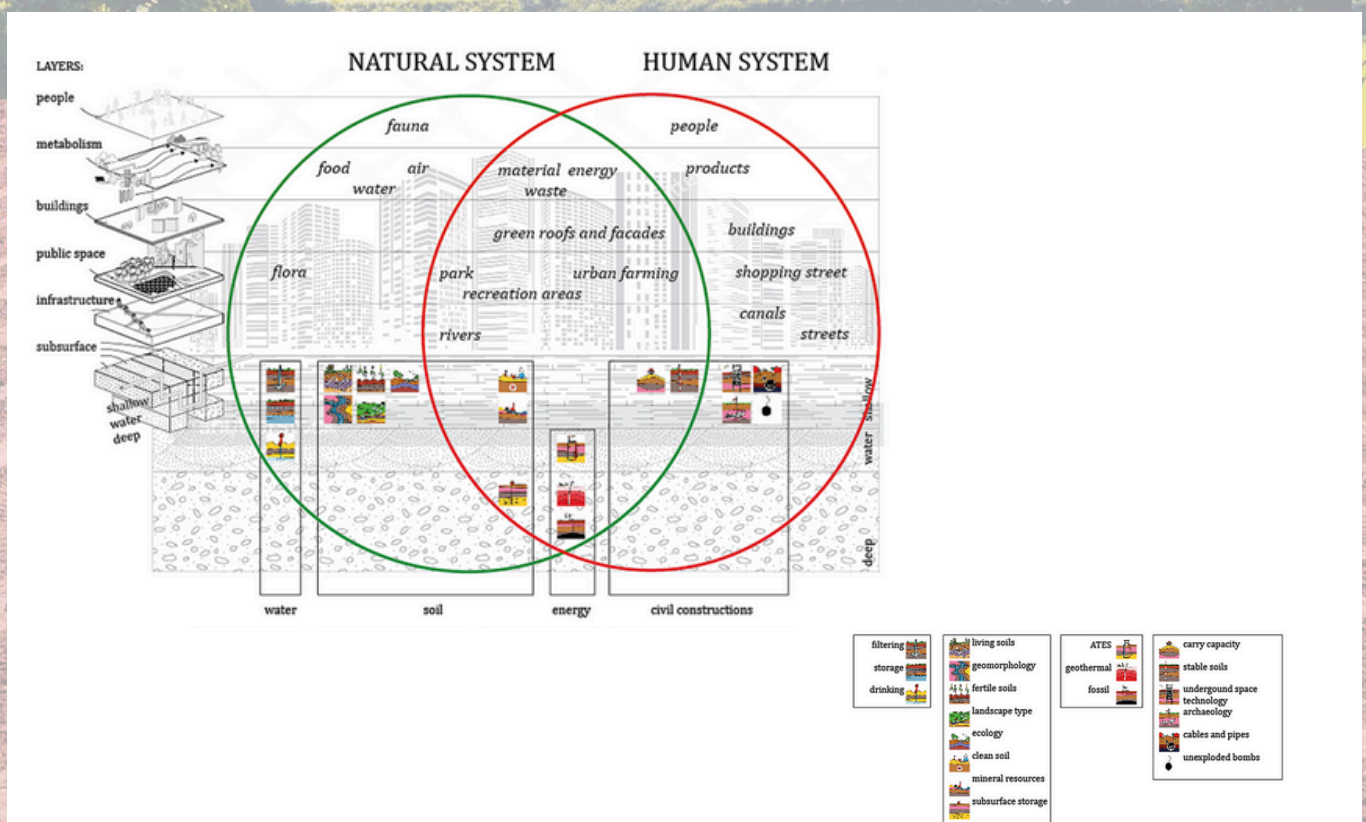 NATURAL SYSTEM HUMAN SYSTEM
LAYERS:
people
metabolism
buildings
public space
infrastructure
subsurface
shallow
water
deep
fauna people
food air material energy products
water waste
green roofs and facades buildings
flora park urban farming shopping street
recreation areas
canals
rivers streets
shallow
water
deep
water soil energy civil constructions
filtering
storage
drinking
living soils
geomorphology
fertile soils
landscape type
ecology
clean soil
mineral resources
subsurface storage
ATES
geothermal
fossil
carry capacity
stable soils
undergound space
technology
archaeology
cables and pipes
unexploded bombs